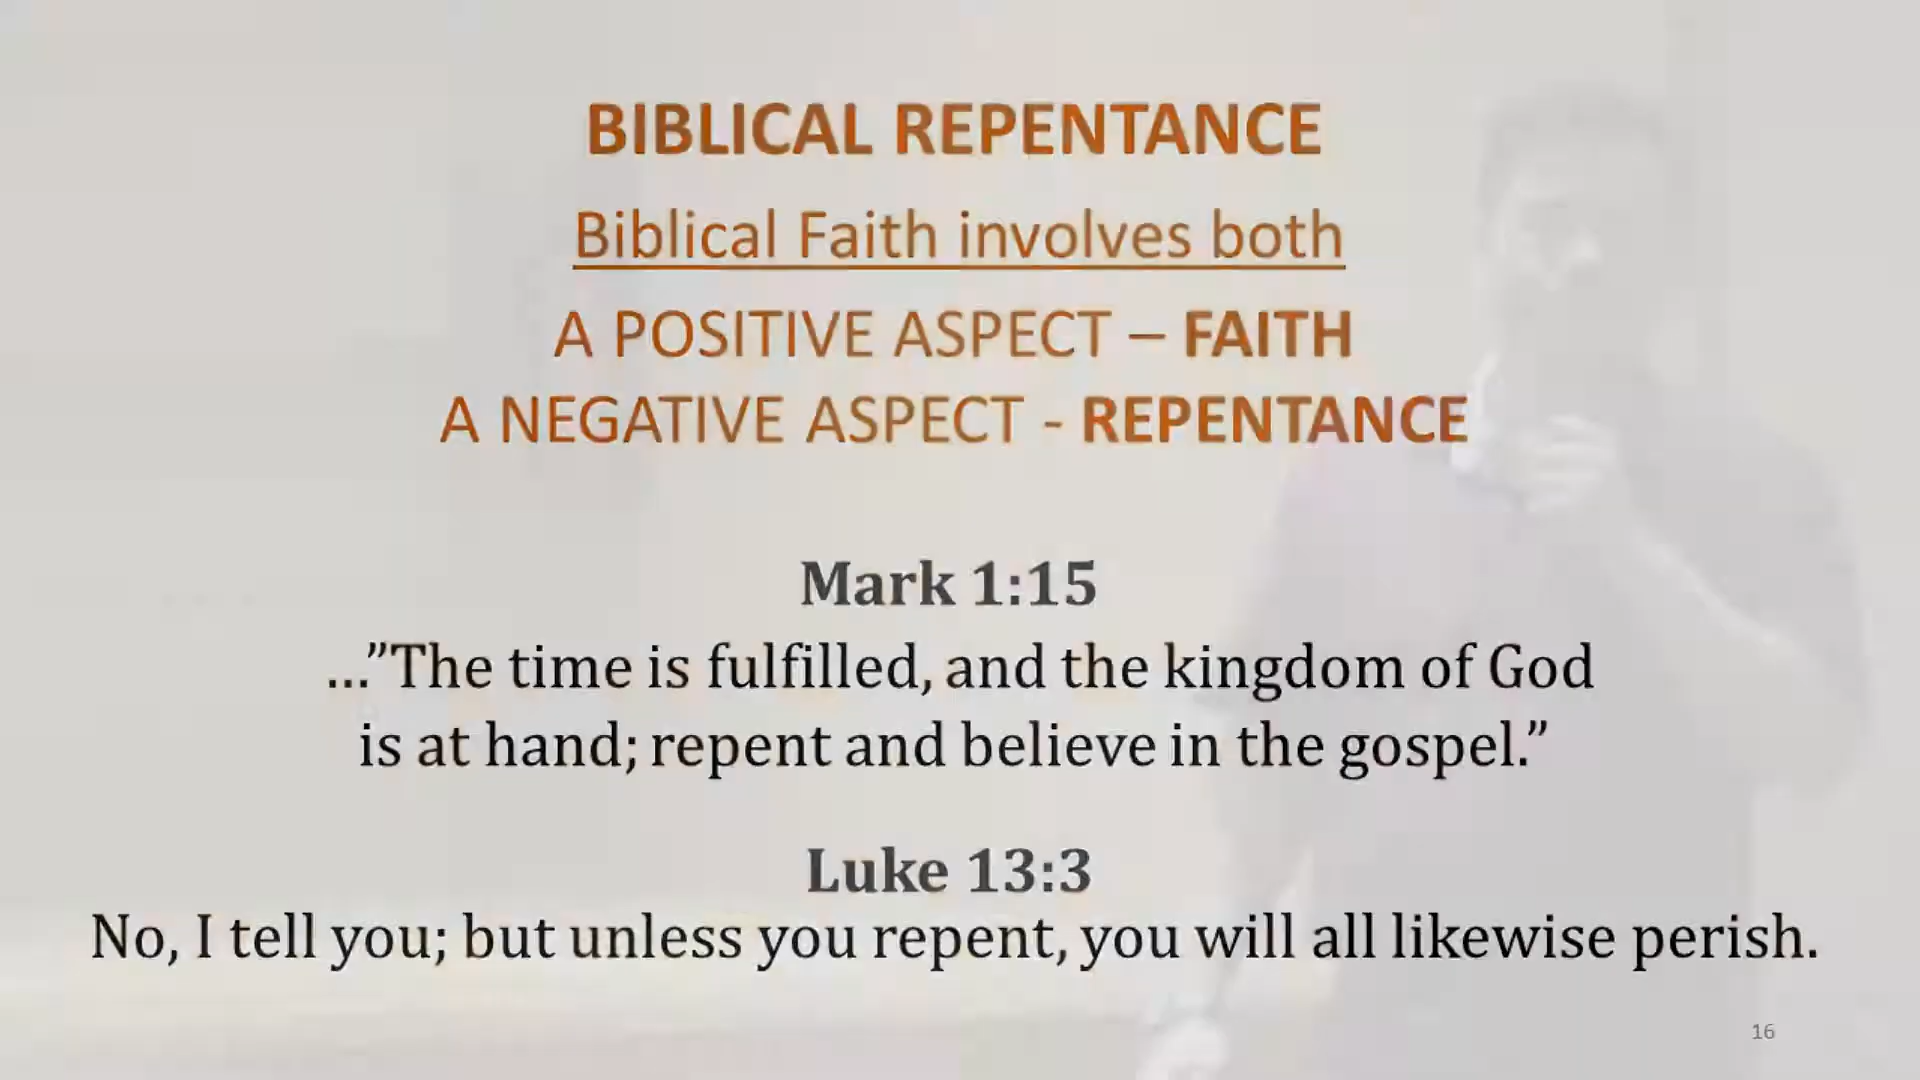 BIBLICAL REPENTANCE
Biblical Faith involves both
A POSITIVE ASPECT – FAITH
A NEGATIVE ASPECT - REPENTANCE
Mark 1:15
...”The time is fulfilled, and the kingdom of God
is at hand; repent and believe in the gospel.”
Luke 13:3
No, I tell you; but unless you repent, you will all likewise perish.
16